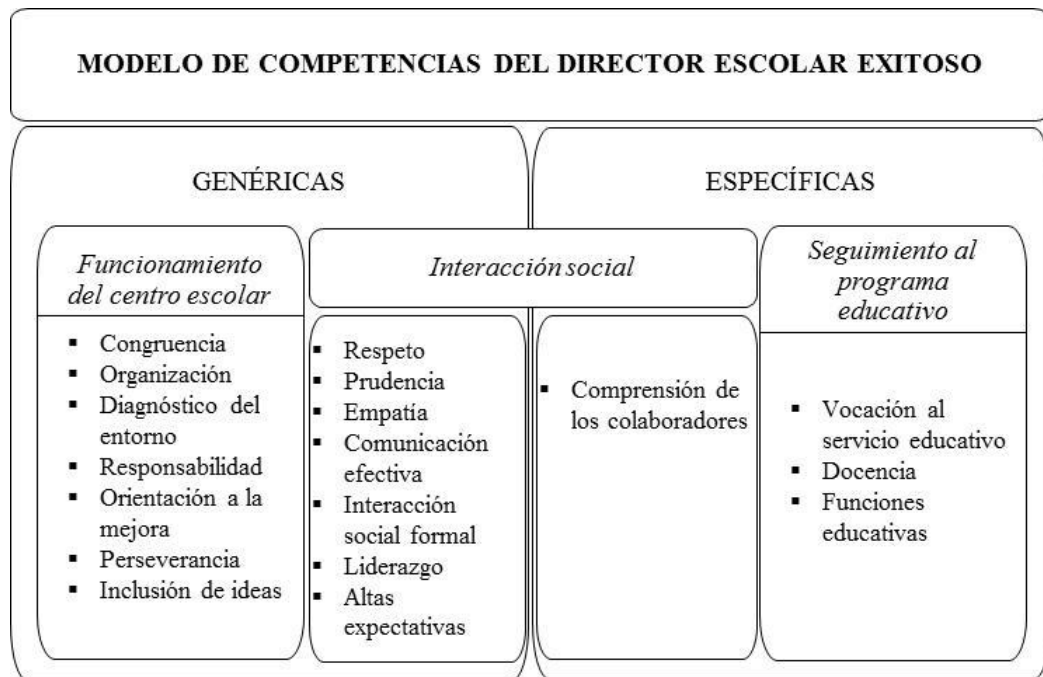 MODELO DE COMPETENCIAS DEL DIRECTOR ESCOLAR EXITOSO
GENÉRICAS
Funcionamiento
del centro escolar
▪ Congruencia
▪ Organización
▪ Diagnóstico del
entorno
▪ Responsabilidad
▪ Orientación a la
mejora
▪ Perseverancia
▪ Inclusión de ideas
Interacción social
▪ Respeto
▪ Prudencia
▪ Empatía
▪ Comunicación
efectiva
▪ Interacción
social formal
▪ Liderazgo
▪ Altas
expectativas
ESPECÍFICAS
▪ Comprensión de
los colaboradores
Seguimiento al
programa
educativo
▪ Vocación al
servicio educativo
▪ Docencia
▪ Funciones
educativas